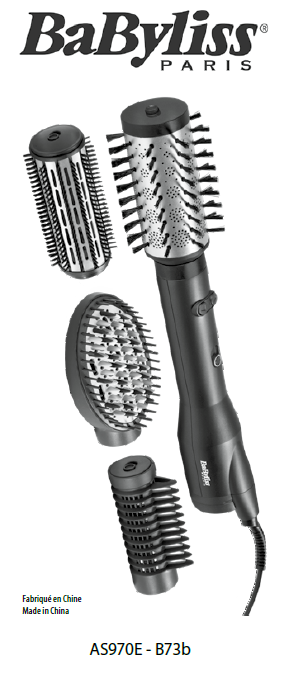 BaByliss®
PARIS
BaByliss
Fabriqué en Chine
Made in China
AS970E - B73b